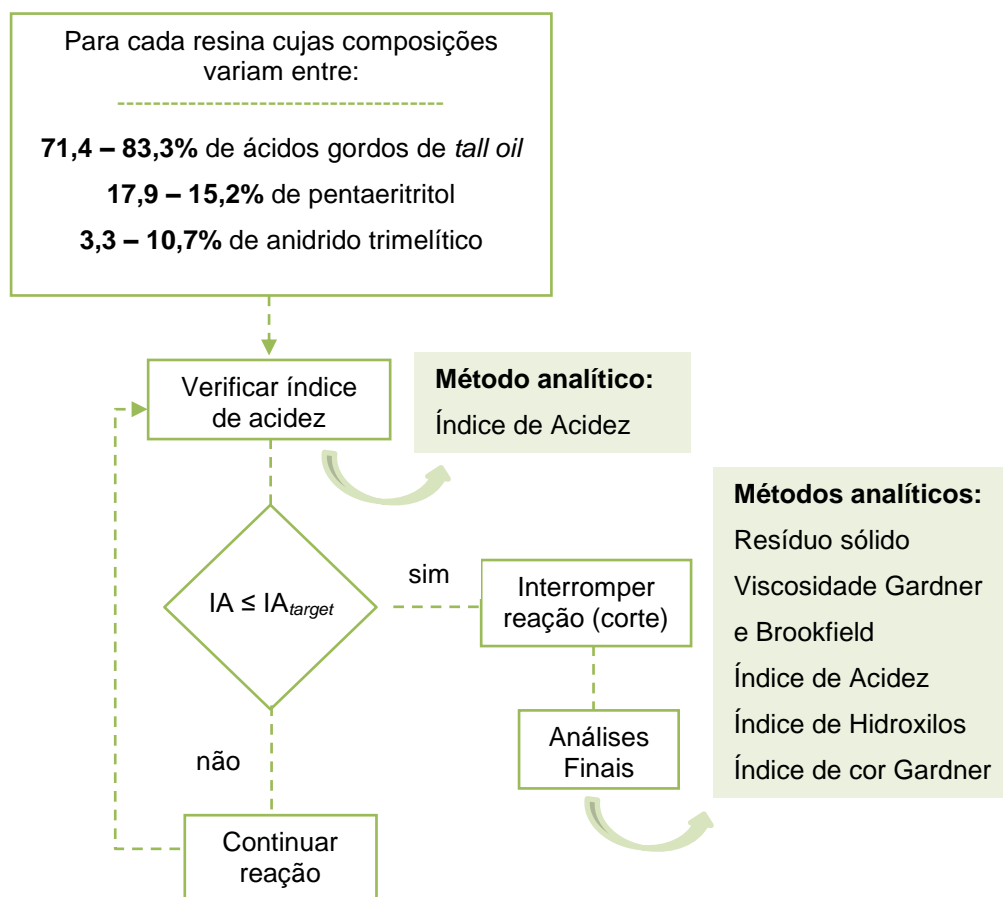 Para cada resina cujas composições
variam entre:
---------------------------------------
71,4 – 83,3% de ácidos gordos de tall oil
17,9 – 15,2% de pentaeritritol
3,3 – 10,7% de anidrido trimelítico
Verificar índice
de acidez
Método analítico:
Índice de Acidez
IA ≤ IAtarget
sim
Interromper
reação (corte)
Métodos analíticos:
Resíduo sólido
Viscosidade Gardner
e Brookfield
Índice de Acidez
Índice de Hidroxilos
Índice de cor Gardner
Análises
Finais
não
Continuar
reação